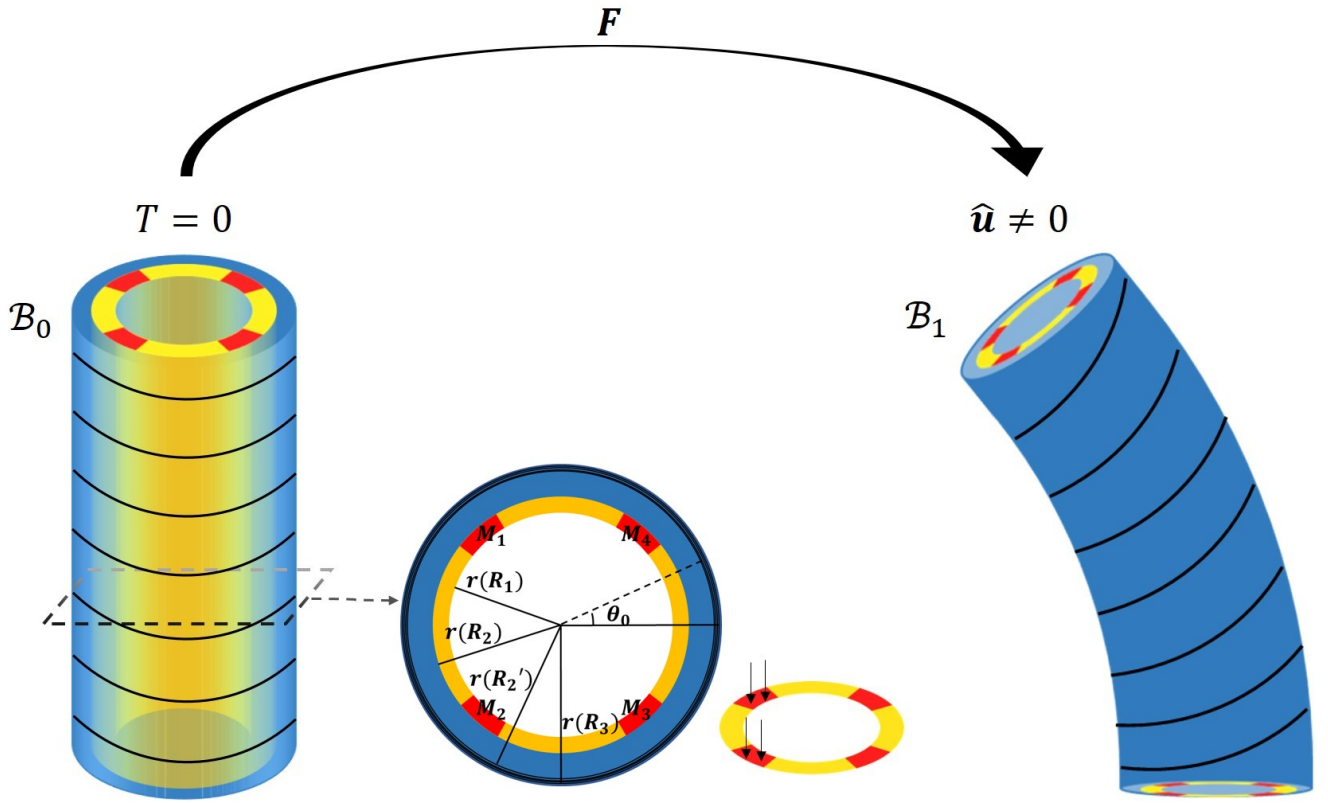 F
T = 0
û ≠ 0
ℬ₀
ℬ₁
M₁
M₄
r(R₁)
θ₀
r(R₂)
r(R₂')
M₂
r(R₃)
M₃